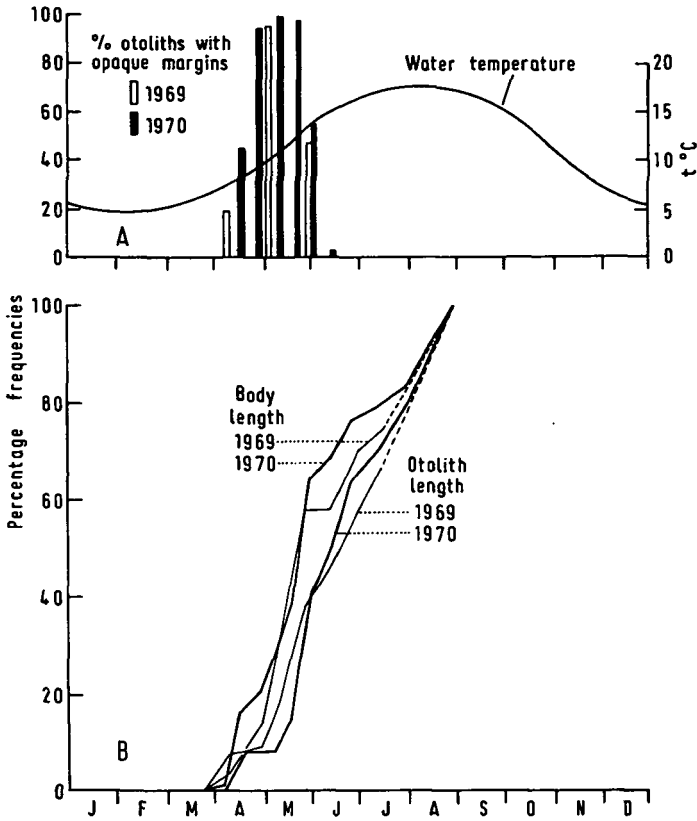 100
80
60
40
20
0
% otoliths with
opaque margins
1969
1970
Water temperature
20
15
10
5
0
t °C
A
Percentage frequencies
100
80
60
40
20
0
Body
length
1969
1970
Otolith
length
1969
1970
B
J F M A M J J A S O N D